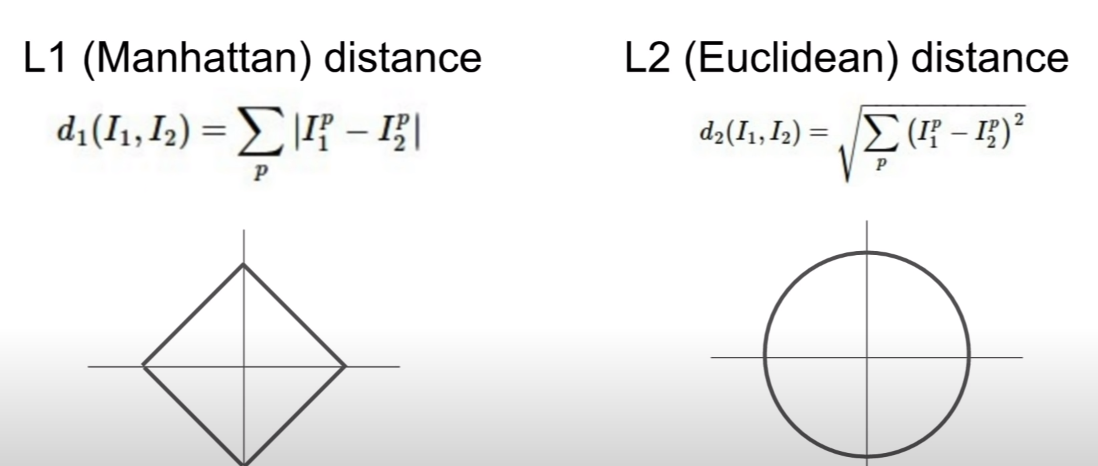 L1 (Manhattan) distance
d₁(I₁, I₂) = ∑ₚ |I₁ᵖ − I₂ᵖ|
L2 (Euclidean) distance
d₂(I₁, I₂) = √(∑ₚ (I₁ᵖ − I₂ᵖ)²)